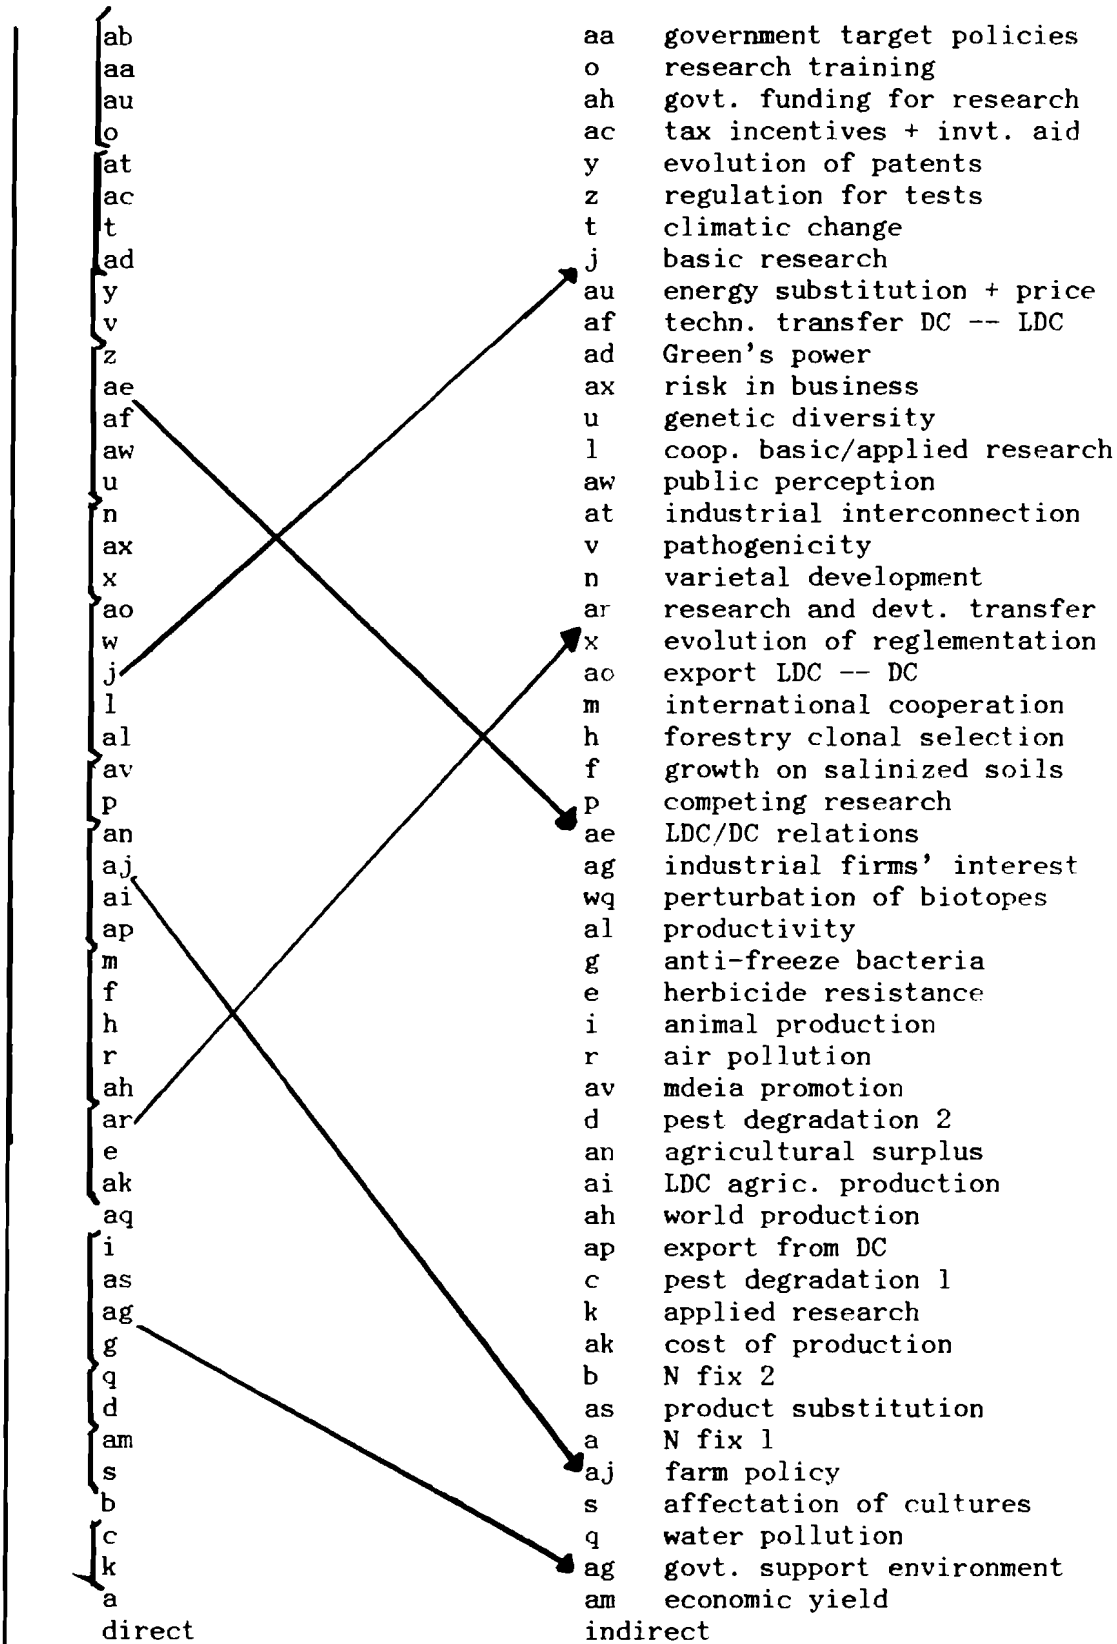 ab aa government target policies
aa o research training
au ah govt. funding for research
o ac tax incentives + invt. aid
at y evolution of patents
ac z regulation for tests
t t climatic change
ad j basic research
y au energy substitution + price
v af techn. transfer DC -- LDC
z ad Green's power
ae ax risk in business
af u genetic diversity
aw l coop. basic/applied research
u aw public perception
n at industrial interconnection
ax v pathogenicity
x n varietal development
ao ar research and devt. transfer
w x evolution of reglementation
j ao export LDC -- DC
l m international cooperation
al h forestry clonal selection
av f growth on salinized soils
p p competing research
an ae LDC/DC relations
aj ag industrial firms' interest
ai wq perturbation of biotopes
ap al productivity
m g anti-freeze bacteria
f e herbicide resistance
h i animal production
r r air pollution
ah av mdeia promotion
ar d pest degradation 2
e an agricultural surplus
ak ai LDC agric. production
aq ah world production
i ap export from DC
as c pest degradation 1
ag k applied research
g ak cost of production
q b N fix 2
d as product substitution
am a N fix 1
s aj farm policy
b s affectation of cultures
c q water pollution
k ag govt. support environment
a am economic yield
direct indirect